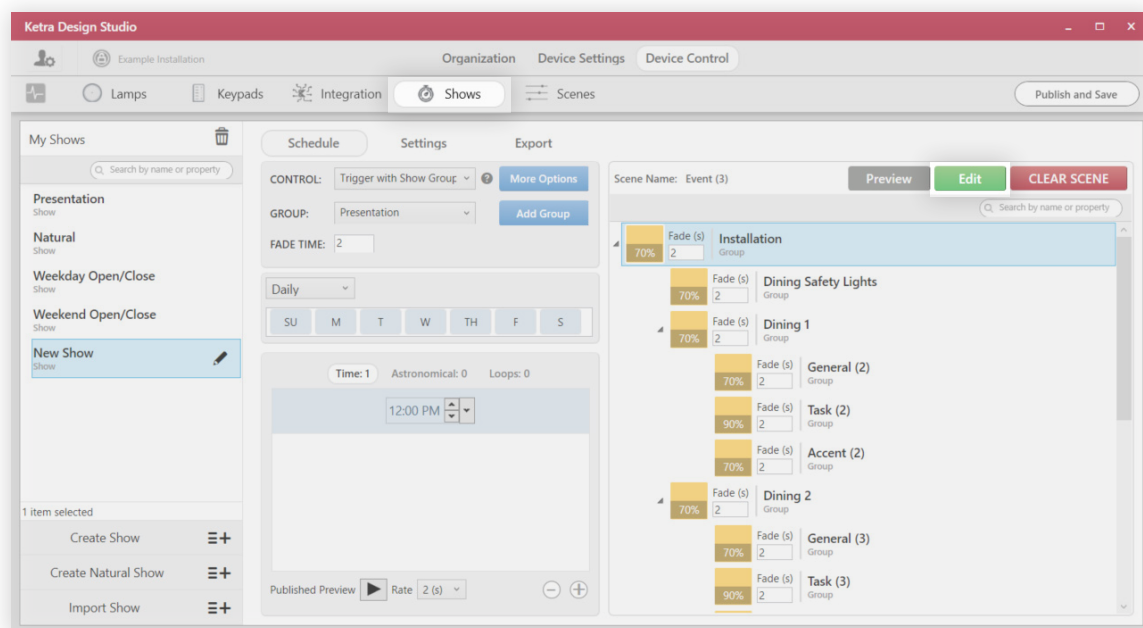 Ketra Design Studio
Example Installation
Organization Device Settings Device Control
Lamps Keypads Integration Shows Scenes Publish and Save
My Shows
Search by name or property
Presentation
Show
Natural
Show
Weekday Open/Close
Show
Weekend Open/Close
Show
New Show
Show
1 item selected
Create Show
Create Natural Show
Import Show
Schedule Settings Export
CONTROL: Trigger with Show Group ? More Options
GROUP: Presentation Add Group
FADE TIME: 2
Daily
SU M T W TH F S
Time: 1 Astronomical: 0 Loops: 0
12:00 PM
Published Preview Rate 2 (s)
Scene Name: Event (3) Preview Edit CLEAR SCENE
Search by name or property
70% Fade (s) 2 Installation
Group
70% Fade (s) 2 Dining Safety Lights
Group
70% Fade (s) 2 Dining 1
Group
70% Fade (s) 2 General (2)
Group
90% Fade (s) 2 Task (2)
Group
70% Fade (s) 2 Accent (2)
Group
70% Fade (s) 2 Dining 2
Group
70% Fade (s) 2 General (3)
Group
90% Fade (s) 2 Task (3)
Group